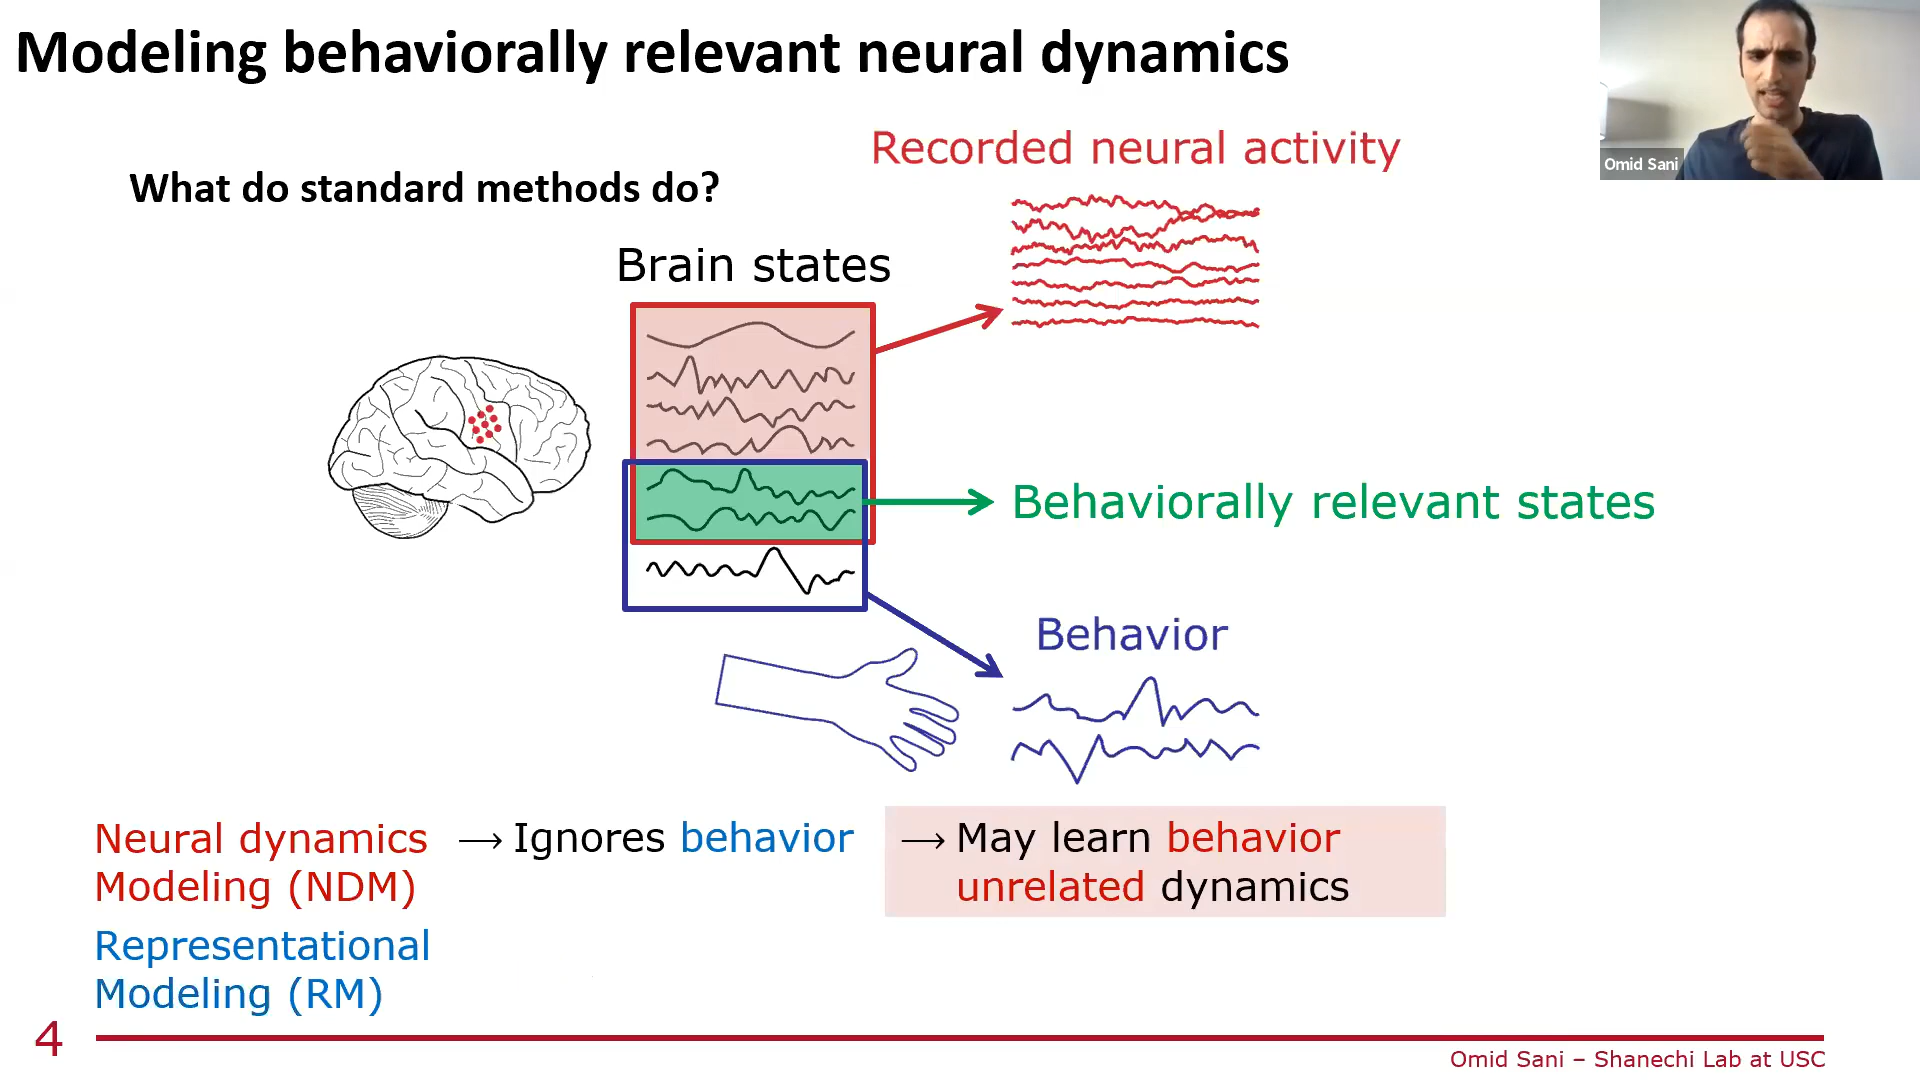 Modeling behaviorally relevant neural dynamics
Omid Sani
What do standard methods do?
Recorded neural activity
Brain states
Behaviorally relevant states
Behavior
Neural dynamics
Modeling (NDM)
→ Ignores behavior
→ May learn behavior
unrelated dynamics
Representational
Modeling (RM)
4
Omid Sani – Shanechi Lab at USC